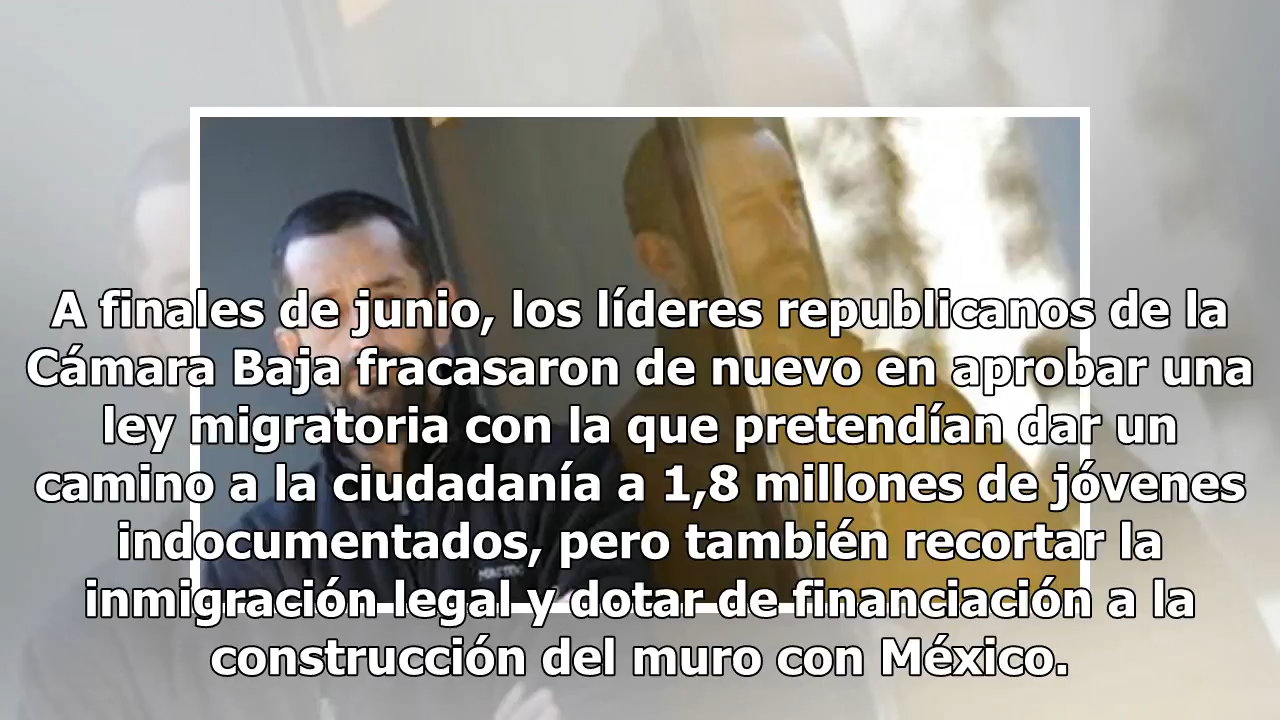 A finales de junio, los líderes republicanos de la
Cámara Baja fracasaron de nuevo en aprobar una
ley migratoria con la que pretendían dar un
camino a la ciudadanía a 1,8 millones de jóvenes
indocumentados, pero también recortar la
inmigración legal y dotar de financiación a la
construcción del muro con México.